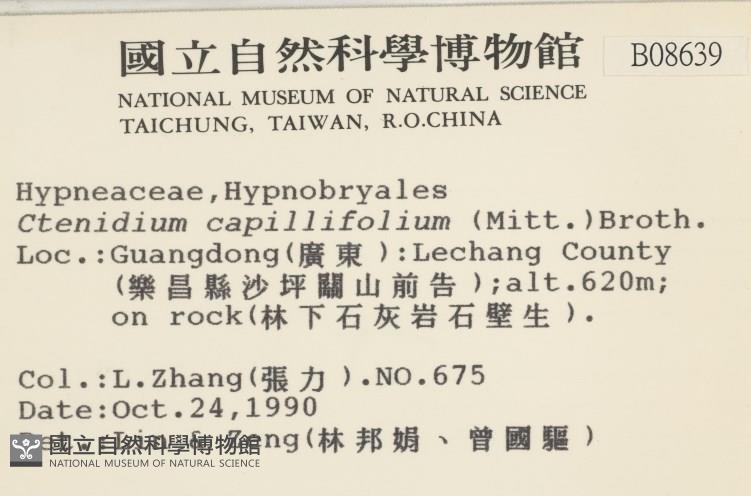 國立自然科學博物館 B08639
NATIONAL MUSEUM OF NATURAL SCIENCE
TAICHUNG, TAIWAN, R.O.CHINA
Hypneaceae,Hypnobryales
Ctenidium capillifolium (Mitt.)Broth.
Loc.:Guangdong(廣東):Lechang County
(樂昌縣沙坪關山前告);alt.620m;
on rock(林下石灰岩石壁生).
Col.:L.Zhang(張力).NO.675
Date:Oct.24,1990
Zeng(林邦娟、曾國驅)
國立自然科學博物館
NATIONAL MUSEUM OF NATURAL SCIENCE